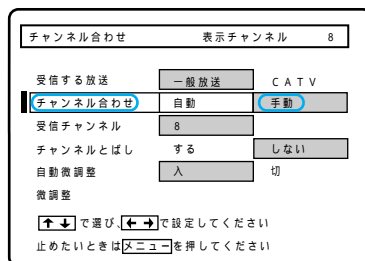 チャンネル合わせ 表示チャンネル 8
受信する放送 一般放送 CATV
チャンネル合わせ 自動 手動
受信チャンネル 8
チャンネルとばし する しない
自動微調整 入 切
微調整
↑↓で選び、←→で設定してください
止めたいときはメニューを押してください